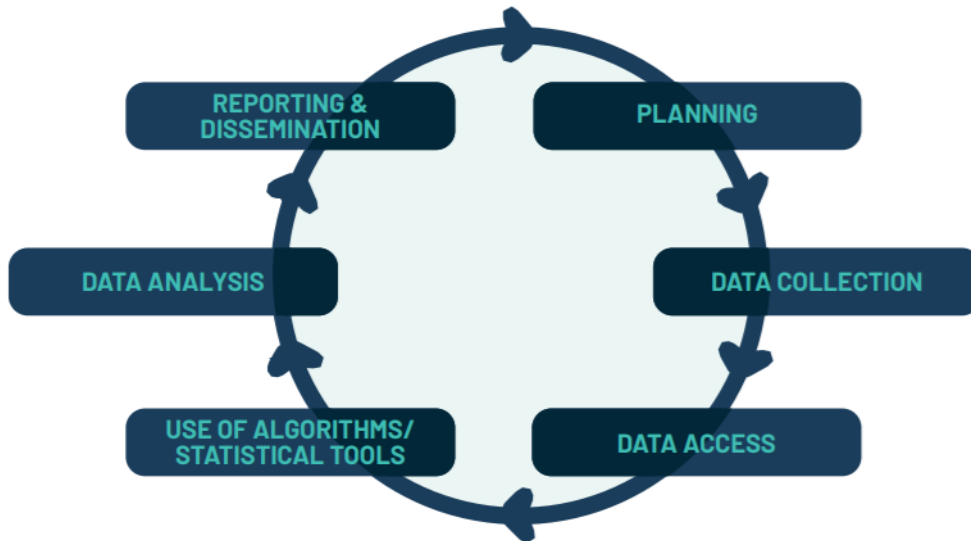 REPORTING &
DISSEMINATION
PLANNING
DATA ANALYSIS
DATA COLLECTION
USE OF ALGORITHMS/
STATISTICAL TOOLS
DATA ACCESS